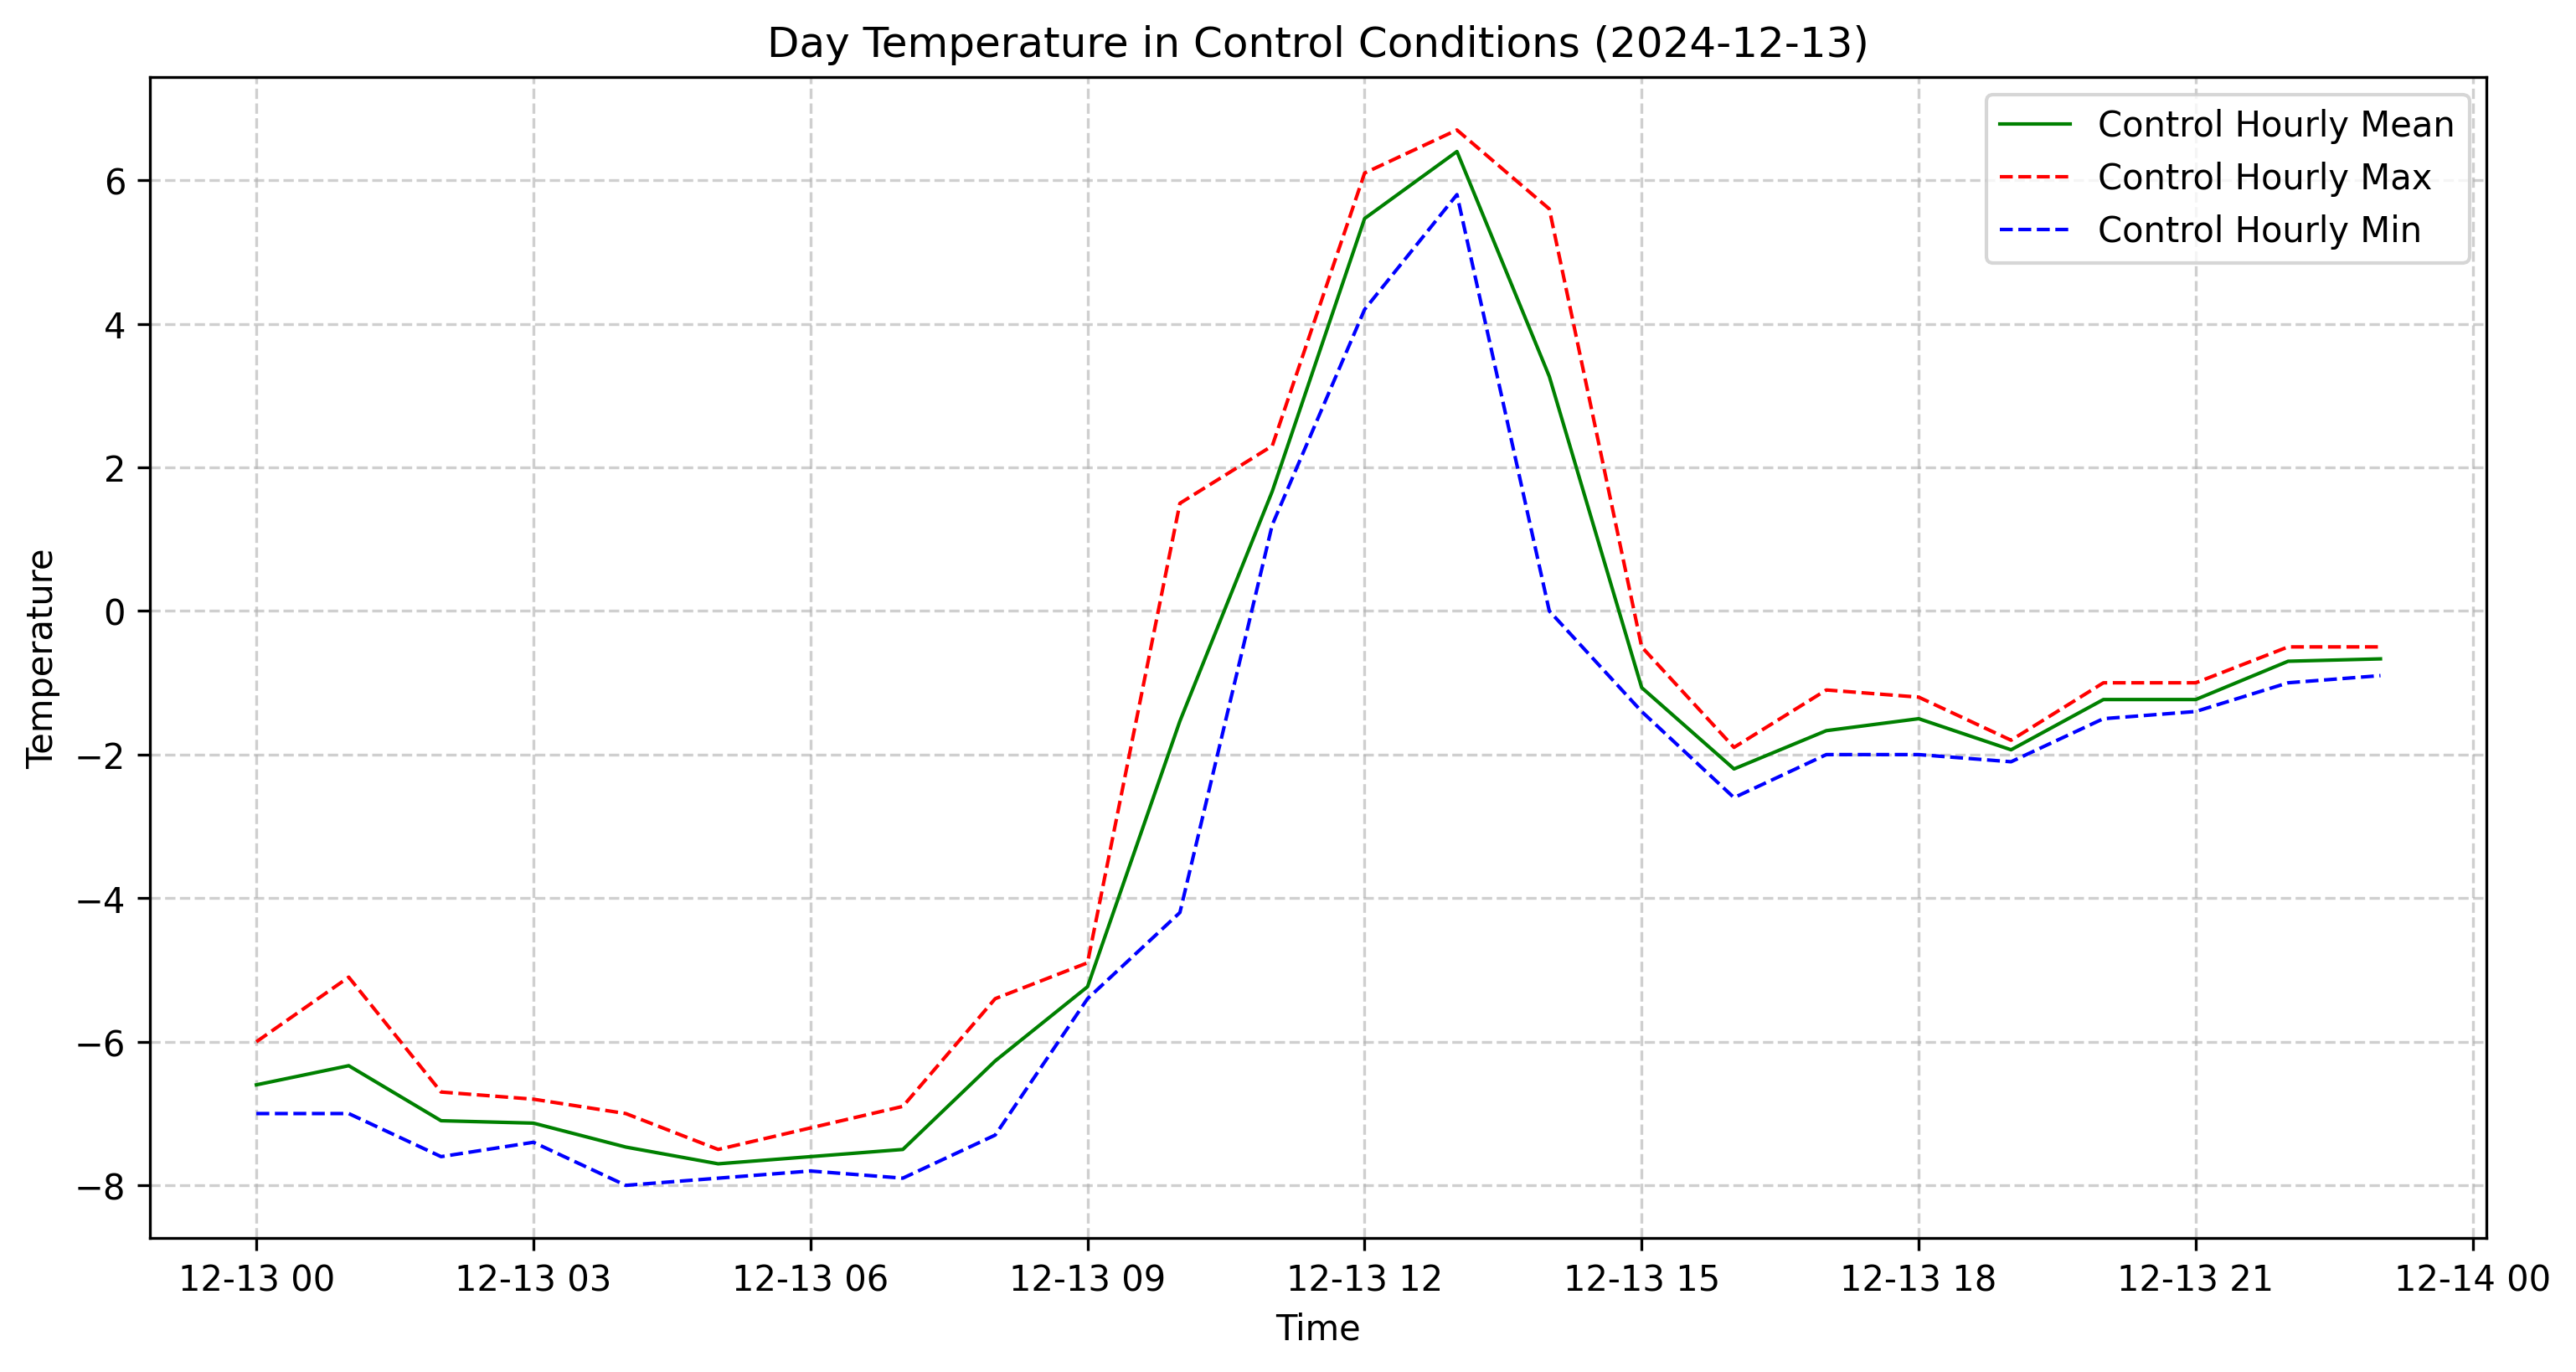 Day Temperature in Control Conditions (2024-12-13)
Control Hourly Mean
Control Hourly Max
Control Hourly Min
6
4
2
0
−2
−4
−6
−8
Temperature
12-13 00
12-13 03
12-13 06
12-13 09
12-13 12
12-13 15
12-13 18
12-13 21
12-14 00
Time